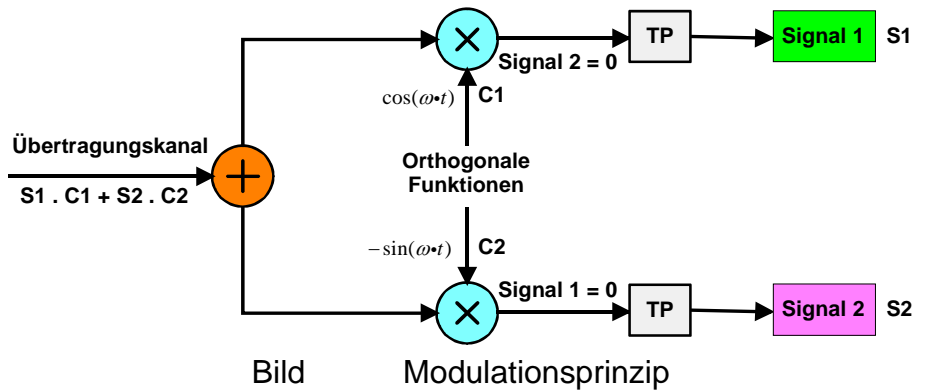 TP
Signal 1 S1
Signal 2 = 0
cos(ω•t) C1
Übertragungskanal
S1 . C1 + S2 . C2
Orthogonale
Funktionen
−sin(ω•t) C2
Signal 1 = 0
TP
Signal 2 S2
Bild Modulationsprinzip